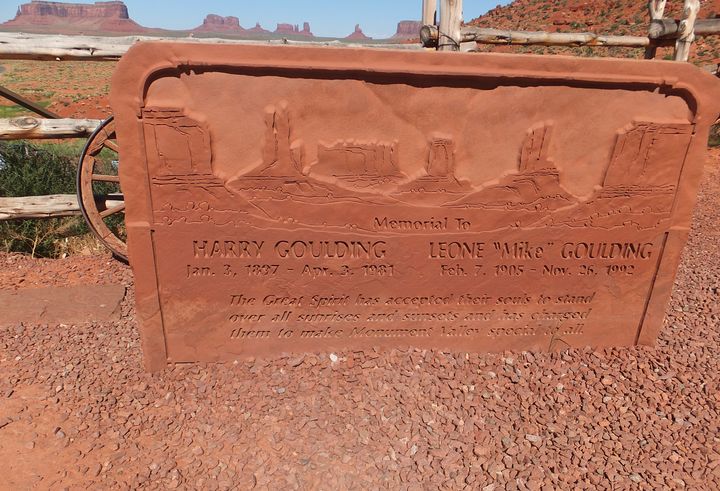 Memorial To
HARRY GOULDING LEONE "Mike" GOULDING
Jan. 3, 1897 - Apr. 3, 1981 Feb. 7, 1905 - Nov. 26, 1992
The Great Spirit has accepted their souls to stand
over all sunrises and sunsets and has charged
them to make Monument Valley special to all.